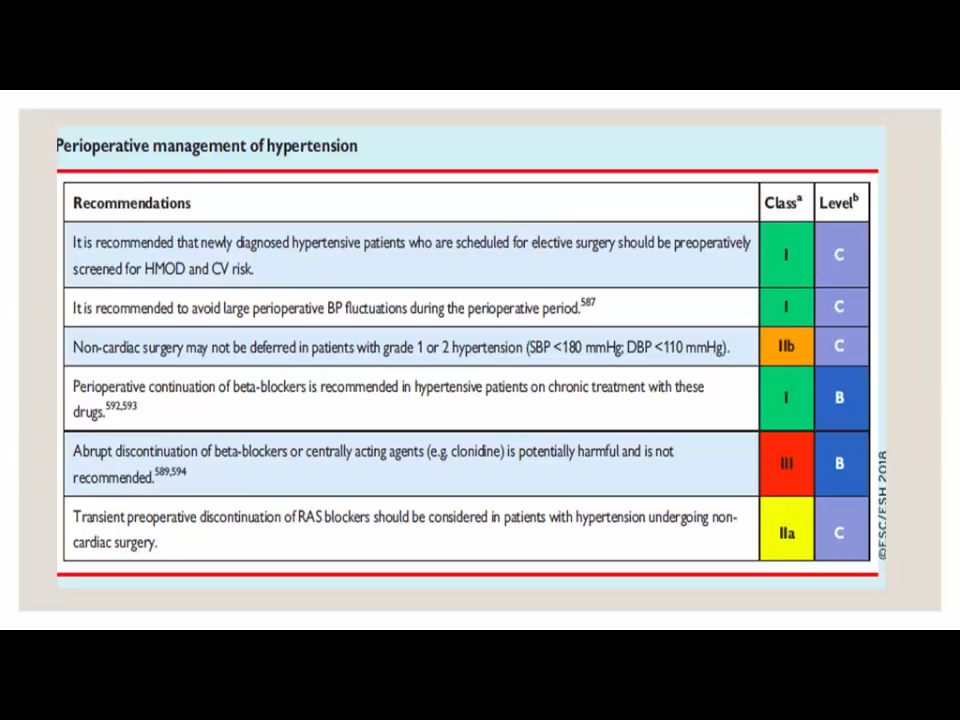 Perioperative management of hypertension
Recommendations Classᵃ Levelᵇ
It is recommended that newly diagnosed hypertensive patients who are scheduled for elective surgery should be preoperatively
screened for HMOD and CV risk.
I C
It is recommended to avoid large perioperative BP fluctuations during the perioperative period.⁵⁸⁷ I C
Non-cardiac surgery may not be deferred in patients with grade 1 or 2 hypertension (SBP <180 mmHg; DBP <110 mmHg). IIb C
Perioperative continuation of beta-blockers is recommended in hypertensive patients on chronic treatment with these
drugs.⁵⁹²,⁵⁹³
I B
Abrupt discontinuation of beta-blockers or centrally acting agents (e.g. clonidine) is potentially harmful and is not
recommended.⁵⁸⁹,⁵⁹⁴
III B
Transient preoperative discontinuation of RAS blockers should be considered in patients with hypertension undergoing non-
cardiac surgery.
IIa C
©ESC/ESH 2018